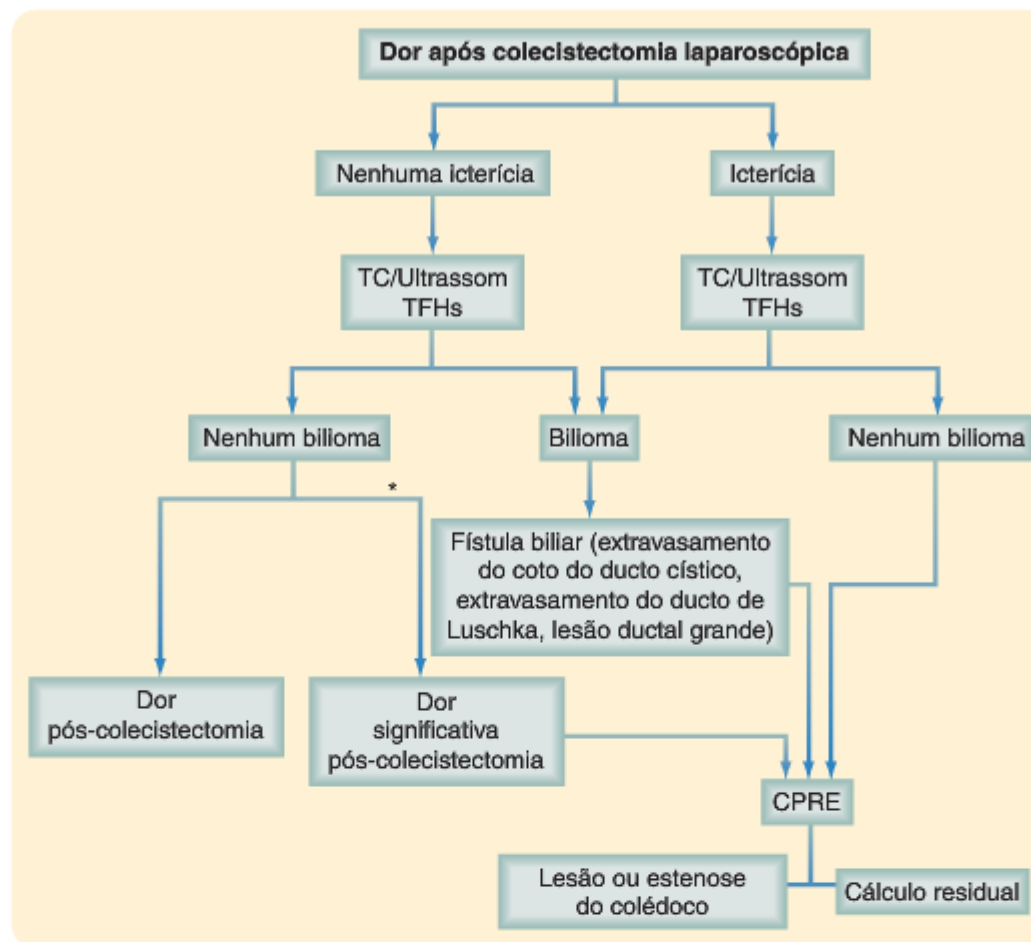 Dor após colecistectomia laparoscópica
Nenhuma icterícia
Icterícia
TC/Ultrassom
TFHs
TC/Ultrassom
TFHs
Nenhum bilioma
Bilioma
Nenhum bilioma
*
Fístula biliar (extravasamento
do coto do ducto cístico,
extravasamento do ducto de
Luschka, lesão ductal grande)
Dor
pós-colecistectomia
Dor
significativa
pós-colecistectomia
CPRE
Lesão ou estenose
do colédoco
Cálculo residual